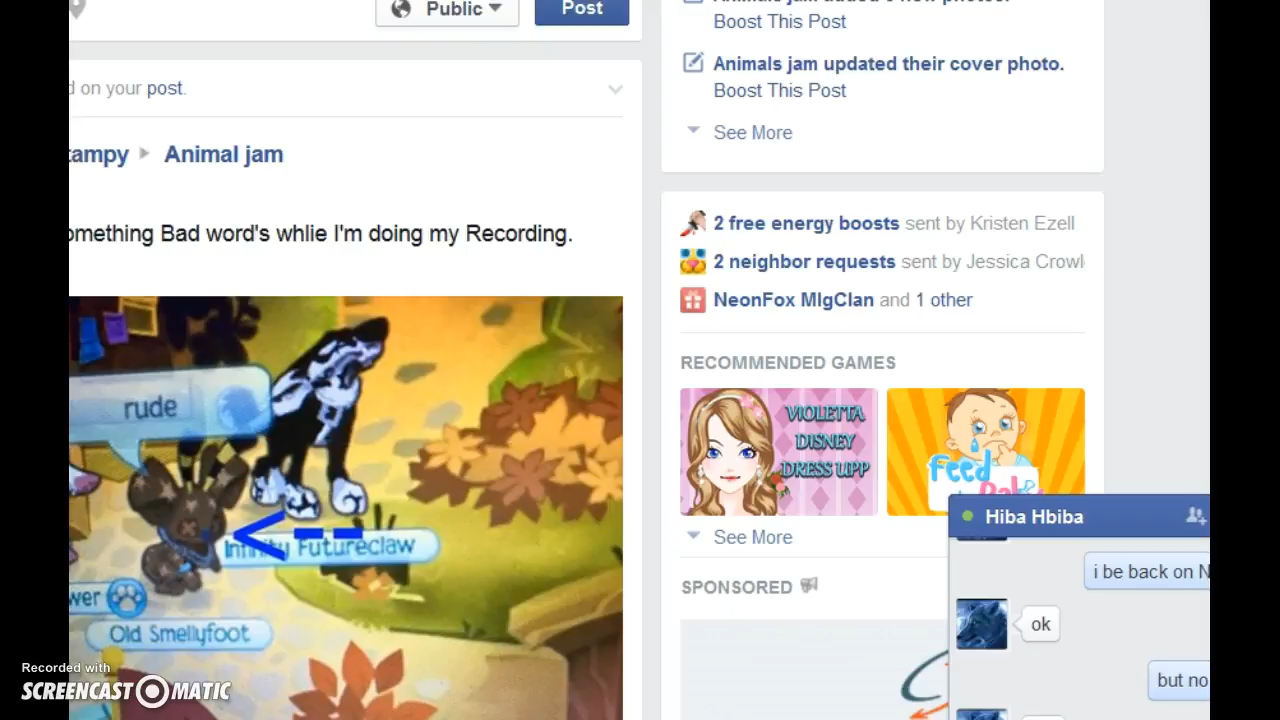 Public
Post
d on your post.
tampy Animal jam
omething Bad word's whlie I'm doing my Recording.
rude
Infinity Futureclaw
wer
Old Smellyfoot
Boost This Post
Animals jam updated their cover photo.
Boost This Post
See More
2 free energy boosts sent by Kristen Ezell
2 neighbor requests sent by Jessica Crowl
NeonFox MlgClan and 1 other
RECOMMENDED GAMES
VIOLETTA
DISNEY
DRESS UPP
Feed
See More
SPONSORED
Hiba Hbiba
i be back on N
ok
but no
Recorded with
SCREENCAST MATIC